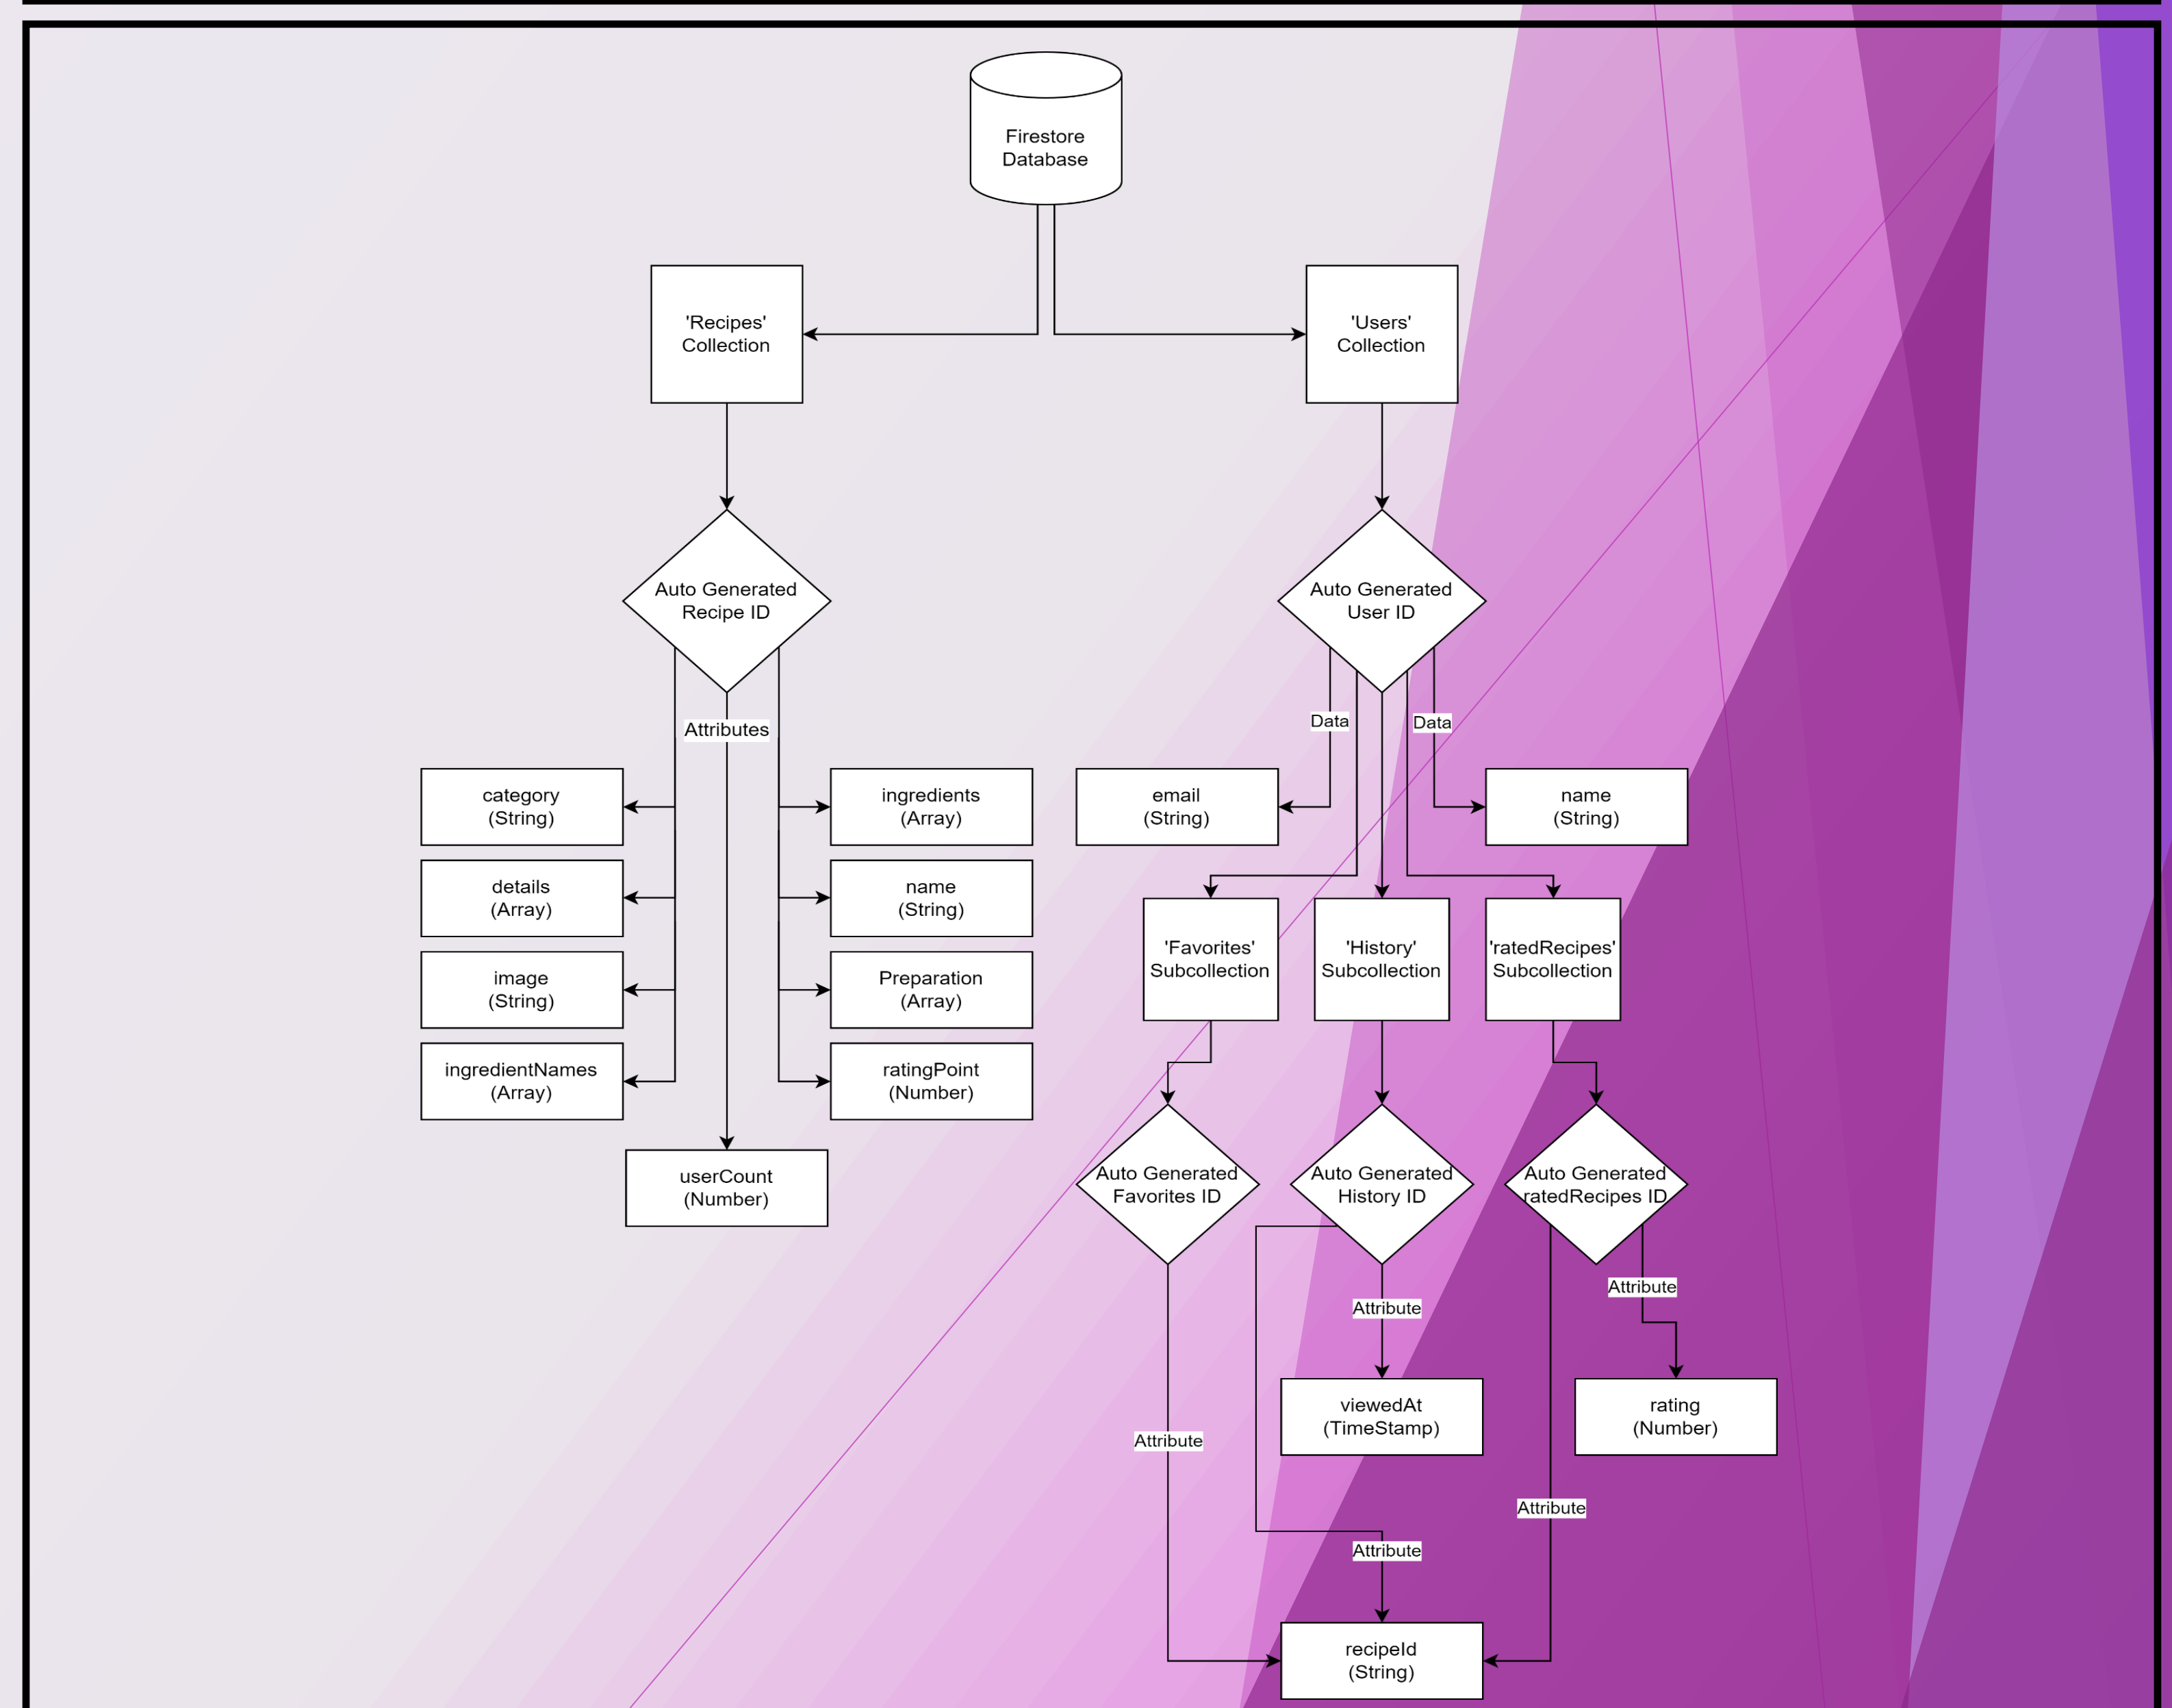 Firestore
Database
'Recipes'
Collection
'Users'
Collection
Auto Generated
Recipe ID
Auto Generated
User ID
Attributes
Data
Data
category
(String)
ingredients
(Array)
email
(String)
name
(String)
details
(Array)
name
(String)
'Favorites'
Subcollection
'History'
Subcollection
'ratedRecipes'
Subcollection
image
(String)
Preparation
(Array)
ingredientNames
(Array)
ratingPoint
(Number)
userCount
(Number)
Auto Generated
Favorites ID
Auto Generated
History ID
Auto Generated
ratedRecipes ID
Attribute
Attribute
viewedAt
(TimeStamp)
rating
(Number)
Attribute
Attribute
Attribute
recipeId
(String)